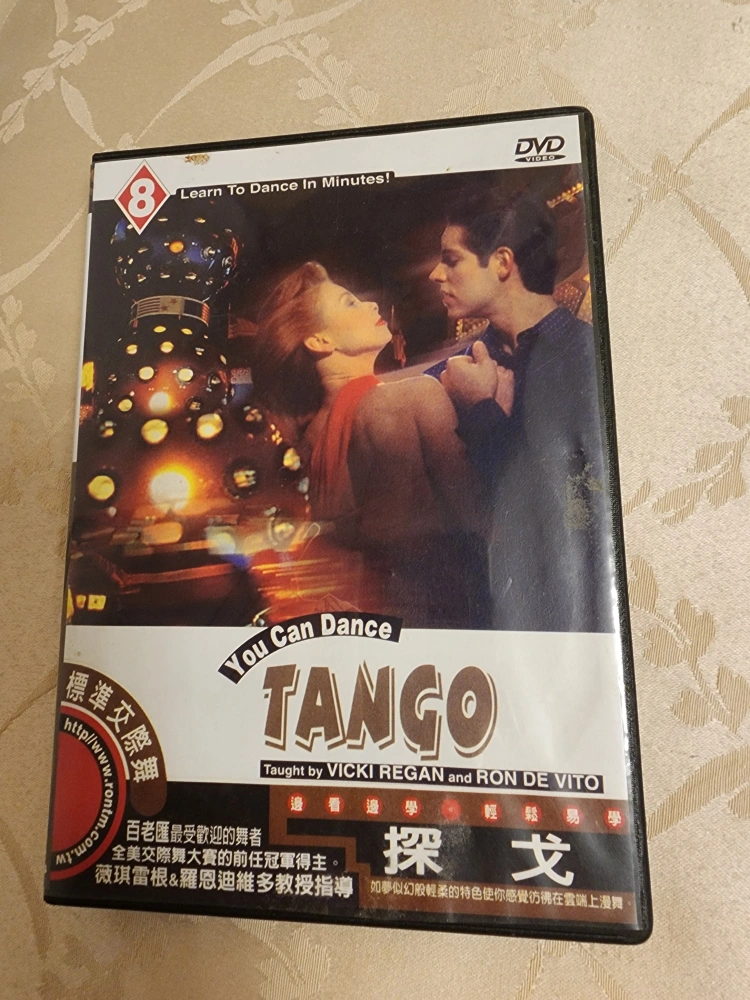 DVD
VIDEO
8
Learn To Dance In Minutes!
You Can Dance
TANGO
Taught by VICKI REGAN and RON DE VITO
標準交際舞
http//www.rontm.com.tw
邊看邊學 輕鬆易學
探戈
如夢似幻般輕柔的特色使你感覺彷彿在雲端上漫舞
百老匯最受歡迎的舞者
全美交際舞大賽的前任冠軍得主。
薇琪雷根&羅恩迪維多教授指導